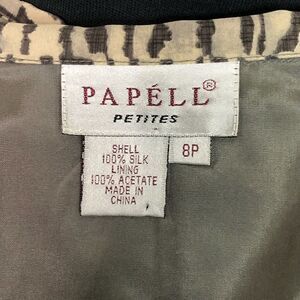 PAPÉLL®
PETITES
SHELL
100% SILK
LINING
100% ACETATE
MADE IN
CHINA
8P